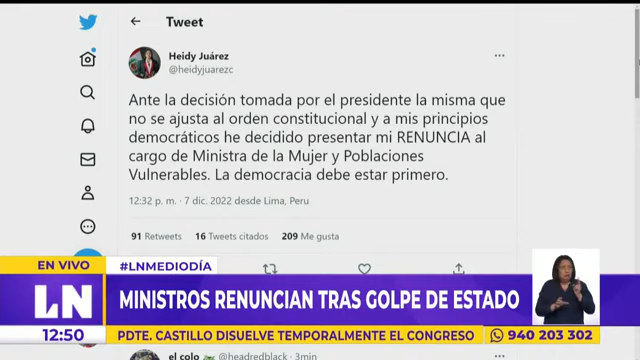 Tweet
Heidy Juárez
@heidyjuarezc
Ante la decisión tomada por el presidente la misma que
no se ajusta al orden constitucional y a mis principios
democráticos he decidido presentar mi RENUNCIA al
cargo de Ministra de la Mujer y Poblaciones
Vulnerables. La democracia debe estar primero.
12:32 p. m. · 7 dic. 2022 desde Lima, Peru
91 Retweets 16 Tweets citados 209 Me gusta
EN VIVO #LNMEDIODÍA
LN MINISTROS RENUNCIAN TRAS GOLPE DE ESTADO
12:50 PDTE. CASTILLO DISUELVE TEMPORALMENTE EL CONGRESO 940 203 302
el colo @headredblack · 3min